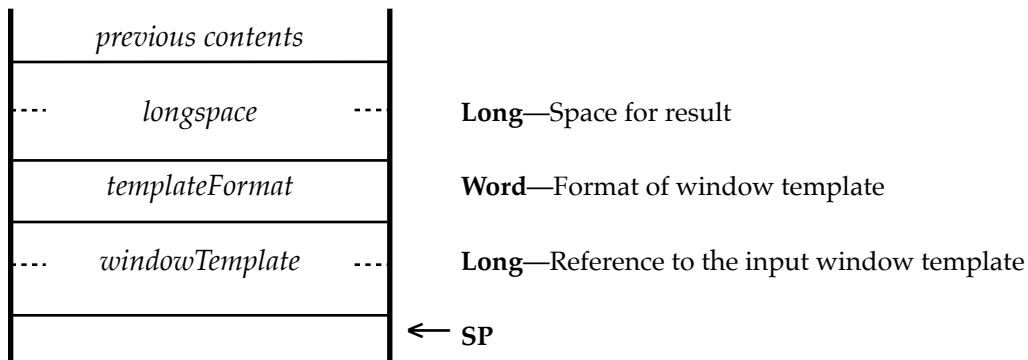 previous contents
longspace Long—Space for result
templateFormat Word—Format of window template
windowTemplate Long—Reference to the input window template
SP